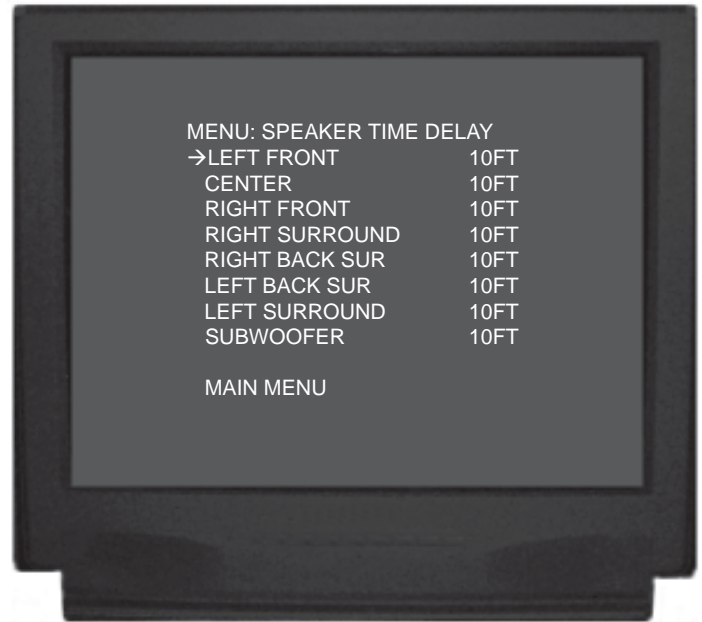 MENU: SPEAKER TIME DELAY
→LEFT FRONT 10FT
CENTER 10FT
RIGHT FRONT 10FT
RIGHT SURROUND 10FT
RIGHT BACK SUR 10FT
LEFT BACK SUR 10FT
LEFT SURROUND 10FT
SUBWOOFER 10FT
MAIN MENU